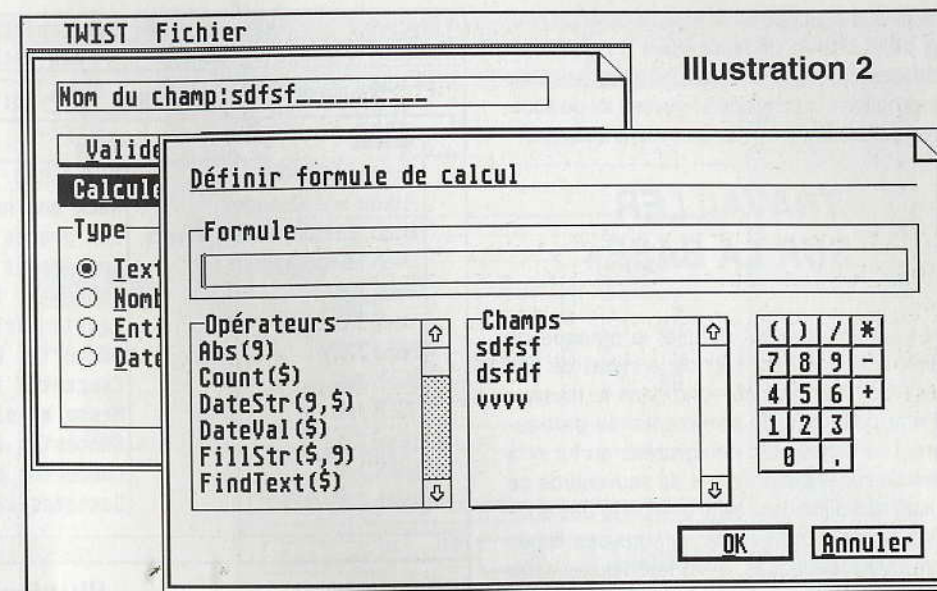 TWIST Fichier
Illustration 2
Nom du champ:sdfsf__________
Valide
Calcule
Définir formule de calcul
Type
Text
Nomb
Enti
Date
Formule
Opérateurs
Abs(9)
Count($)
DateStr(9,$)
DateVal($)
FillStr($,9)
FindText($)
Champs
sdfsf
dsfdf
vvvv
( ) / *
7 8 9 -
4 5 6 +
1 2 3
0 .
OK
Annuler